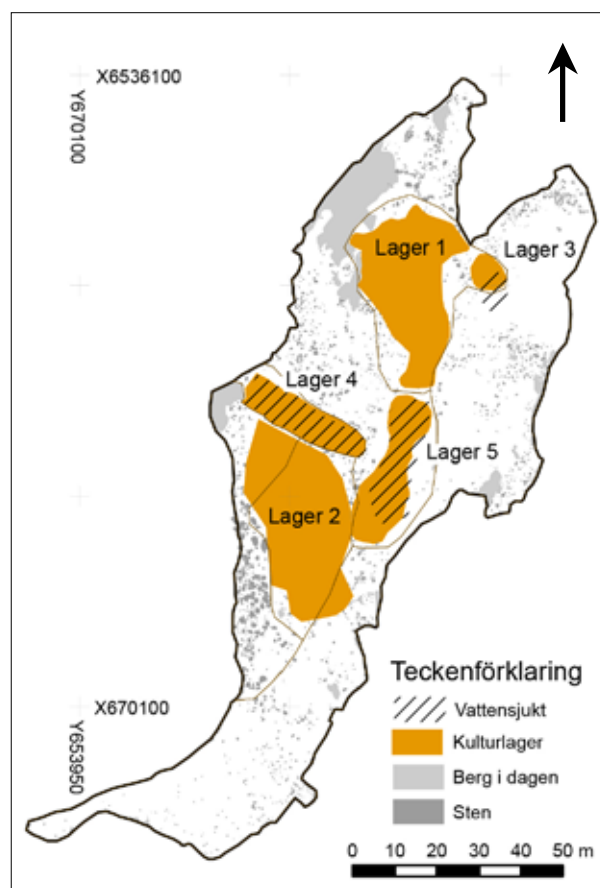 X6536100
Y670100
Lager 1
Lager 3
Lager 4
Lager 5
Lager 2
Teckenförklaring
X670100
Vattensjukt
Y653950
Kulturlager
Berg i dagen
Sten
0 10 20 30 40 50 m